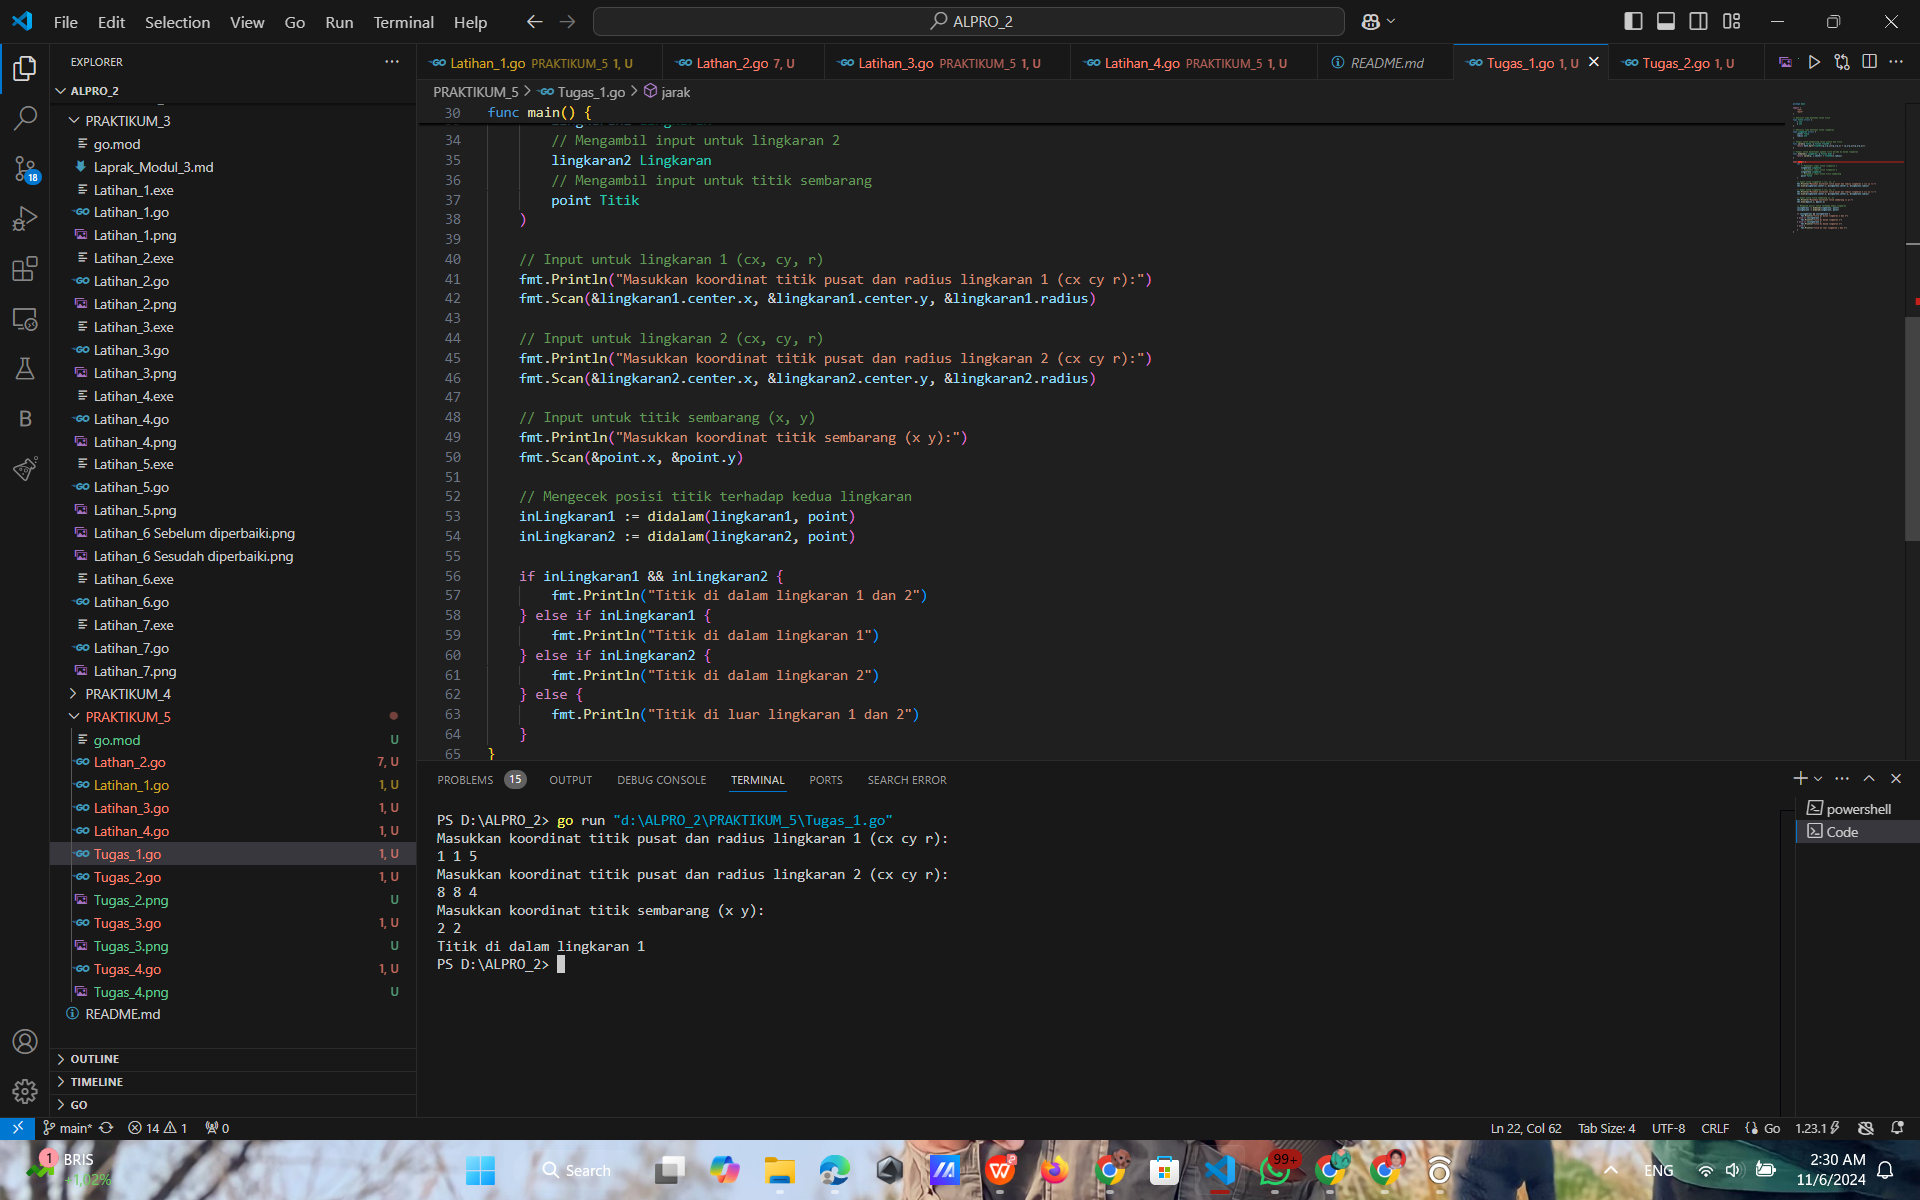 File Edit Selection View Go Run Terminal Help
ALPRO_2
EXPLORER
ALPRO_2
PRAKTIKUM_3
go.mod
Laprak_Modul_3.md
Latihan_1.exe
Latihan_1.go
Latihan_1.png
Latihan_2.exe
Latihan_2.go
Latihan_2.png
Latihan_3.exe
Latihan_3.go
Latihan_3.png
Latihan_4.exe
Latihan_4.go
Latihan_4.png
Latihan_5.exe
Latihan_5.go
Latihan_5.png
Latihan_6 Sebelum diperbaiki.png
Latihan_6 Sesudah diperbaiki.png
Latihan_6.exe
Latihan_6.go
Latihan_7.exe
Latihan_7.go
Latihan_7.png
PRAKTIKUM_4
PRAKTIKUM_5
go.mod U
Lathan_2.go 7, U
Latihan_1.go 1, U
Latihan_3.go 1, U
Latihan_4.go 1, U
Tugas_1.go 1, U
Tugas_2.go 1, U
Tugas_2.png U
Tugas_3.go 1, U
Tugas_3.png U
Tugas_4.go 1, U
Tugas_4.png U
README.md
OUTLINE
TIMELINE
GO
18
B
Latihan_1.go PRAKTIKUM_5 1, U Lathan_2.go 7, U Latihan_3.go PRAKTIKUM_5 1, U Latihan_4.go PRAKTIKUM_5 1, U README.md Tugas_1.go 1, U Tugas_2.go 1, U
PRAKTIKUM_5 > Tugas_1.go > jarak
30 func main() {
34 // Mengambil input untuk lingkaran 2
35 lingkaran2 Lingkaran
36 // Mengambil input untuk titik sembarang
37 point Titik
38 )
39
40 // Input untuk lingkaran 1 (cx, cy, r)
41 fmt.Println("Masukkan koordinat titik pusat dan radius lingkaran 1 (cx cy r):")
42 fmt.Scan(&lingkaran1.center.x, &lingkaran1.center.y, &lingkaran1.radius)
43
44 // Input untuk lingkaran 2 (cx, cy, r)
45 fmt.Println("Masukkan koordinat titik pusat dan radius lingkaran 2 (cx cy r):")
46 fmt.Scan(&lingkaran2.center.x, &lingkaran2.center.y, &lingkaran2.radius)
47
48 // Input untuk titik sembarang (x, y)
49 fmt.Println("Masukkan koordinat titik sembarang (x y):")
50 fmt.Scan(&point.x, &point.y)
51
52 // Mengecek posisi titik terhadap kedua lingkaran
53 inLingkaran1 := didalam(lingkaran1, point)
54 inLingkaran2 := didalam(lingkaran2, point)
55
56 if inLingkaran1 && inLingkaran2 {
57 fmt.Println("Titik di dalam lingkaran 1 dan 2")
58 } else if inLingkaran1 {
59 fmt.Println("Titik di dalam lingkaran 1")
60 } else if inLingkaran2 {
61 fmt.Println("Titik di dalam lingkaran 2")
62 } else {
63 fmt.Println("Titik di luar lingkaran 1 dan 2")
64 }
65 }
PROBLEMS 15 OUTPUT DEBUG CONSOLE TERMINAL PORTS SEARCH ERROR
PS D:\ALPRO_2> go run "d:\ALPRO_2\PRAKTIKUM_5\Tugas_1.go"
Masukkan koordinat titik pusat dan radius lingkaran 1 (cx cy r):
1 1 5
Masukkan koordinat titik pusat dan radius lingkaran 2 (cx cy r):
8 8 4
Masukkan koordinat titik sembarang (x y):
2 2
Titik di dalam lingkaran 1
PS D:\ALPRO_2>
powershell
Code
main* 14 1 0
Ln 22, Col 62 Tab Size: 4 UTF-8 CRLF Go 1.23.1
1
BRIS
+1,02%
Search
99+
ENG
2:30 AM
11/6/2024